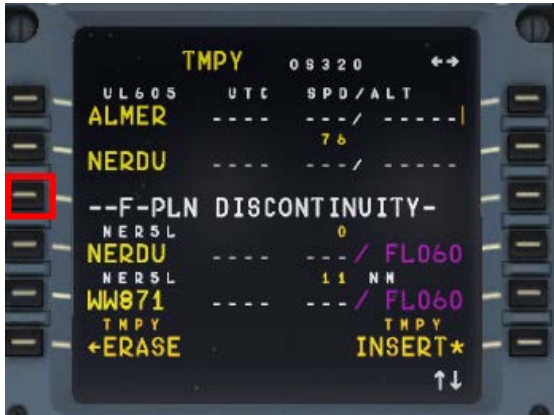 TMPY OS320 ←→
UL605 UTC SPD/ALT
ALMER ---- ---/ -----
76
NERDU ---- ---/ -----
--F-PLN DISCONTINUITY-
NER5L 0
NERDU ---- ---/ FL060
NER5L 11 NM
WW871 ---- ---/ FL060
TMPY TMPY
←ERASE INSERT*
↑↓